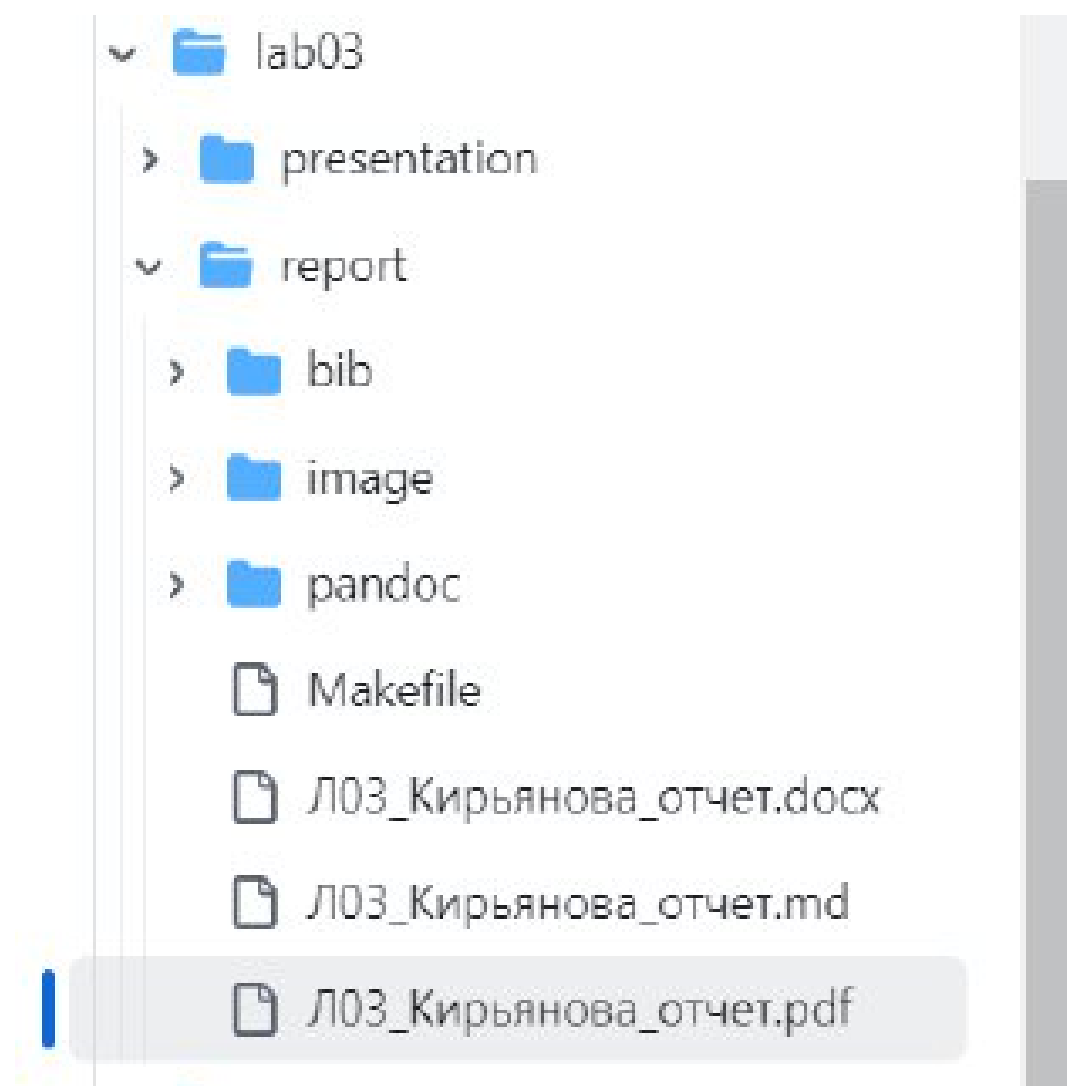 lab03
presentation
report
bib
image
pandoc
Makefile
Л03_Кирьянова_отчет.docx
Л03_Кирьянова_отчет.md
Л03_Кирьянова_отчет.pdf